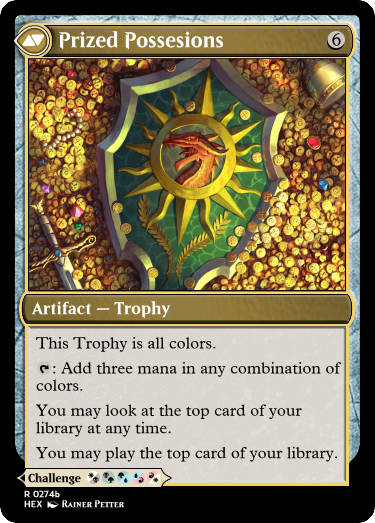 Prized Possesions 6
Artifact — Trophy
This Trophy is all colors.
: Add three mana in any combination of
colors.
You may look at the top card of your
library at any time.
You may play the top card of your library.
Challenge
R 0274b
HEX Rainer Petter